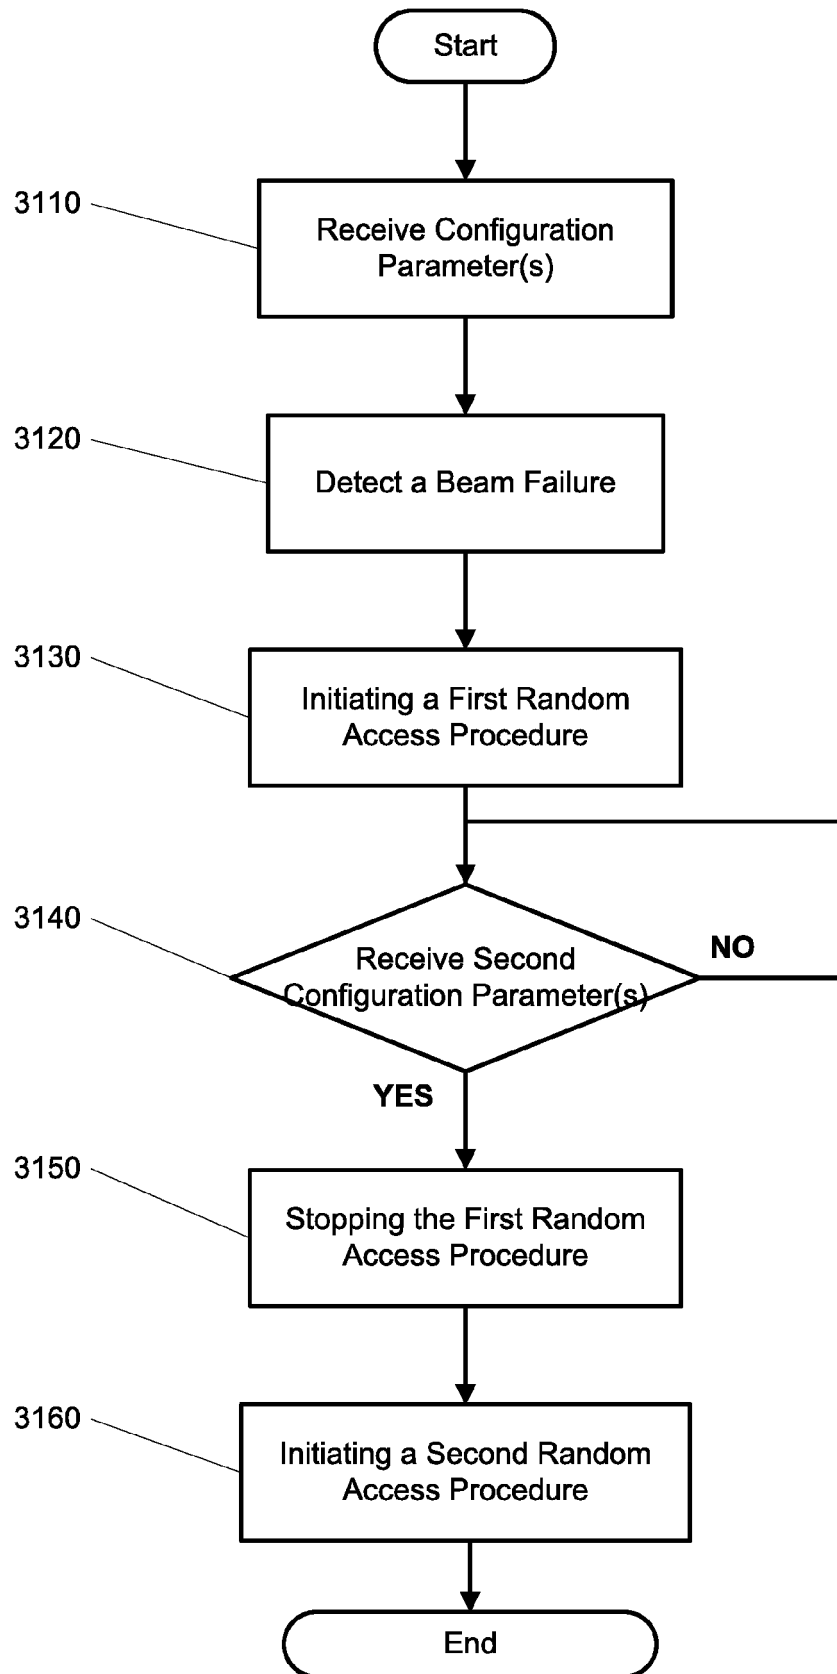 Start
3110
Receive Configuration
Parameter(s)
3120
Detect a Beam Failure
3130
Initiating a First Random
Access Procedure
3140
Receive Second
Configuration Parameter(s)
NO
YES
3150
Stopping the First Random
Access Procedure
3160
Initiating a Second Random
Access Procedure
End